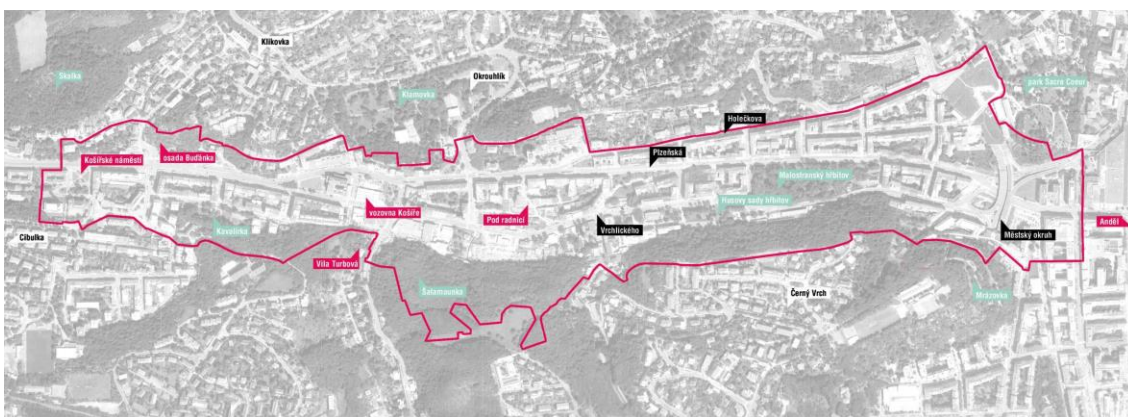 Klikovka
Skalka
Okrouhlík
Klamovka
park Sacre Coeur
Holečkova
Plzeňská
osada Buďánka
Košířské náměstí
Malostranský hřbitov
Husovy sady hřbitov
vozovna Košíře
Pod radnicí
Vrchlického
Anděl
Městský okruh
Kavalírka
Cibulka
Vila Turbová
Šalamounka
Černý Vrch
Mrázovka